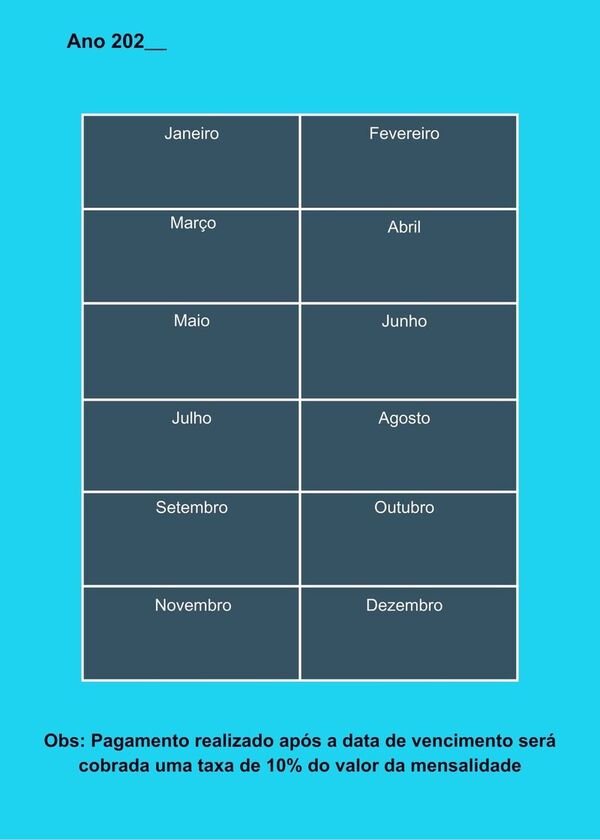 Ano 202__
Janeiro
Fevereiro
Março
Abril
Maio
Junho
Julho
Agosto
Setembro
Outubro
Novembro
Dezembro
Obs: Pagamento realizado após a data de vencimento será
cobrada uma taxa de 10% do valor da mensalidade